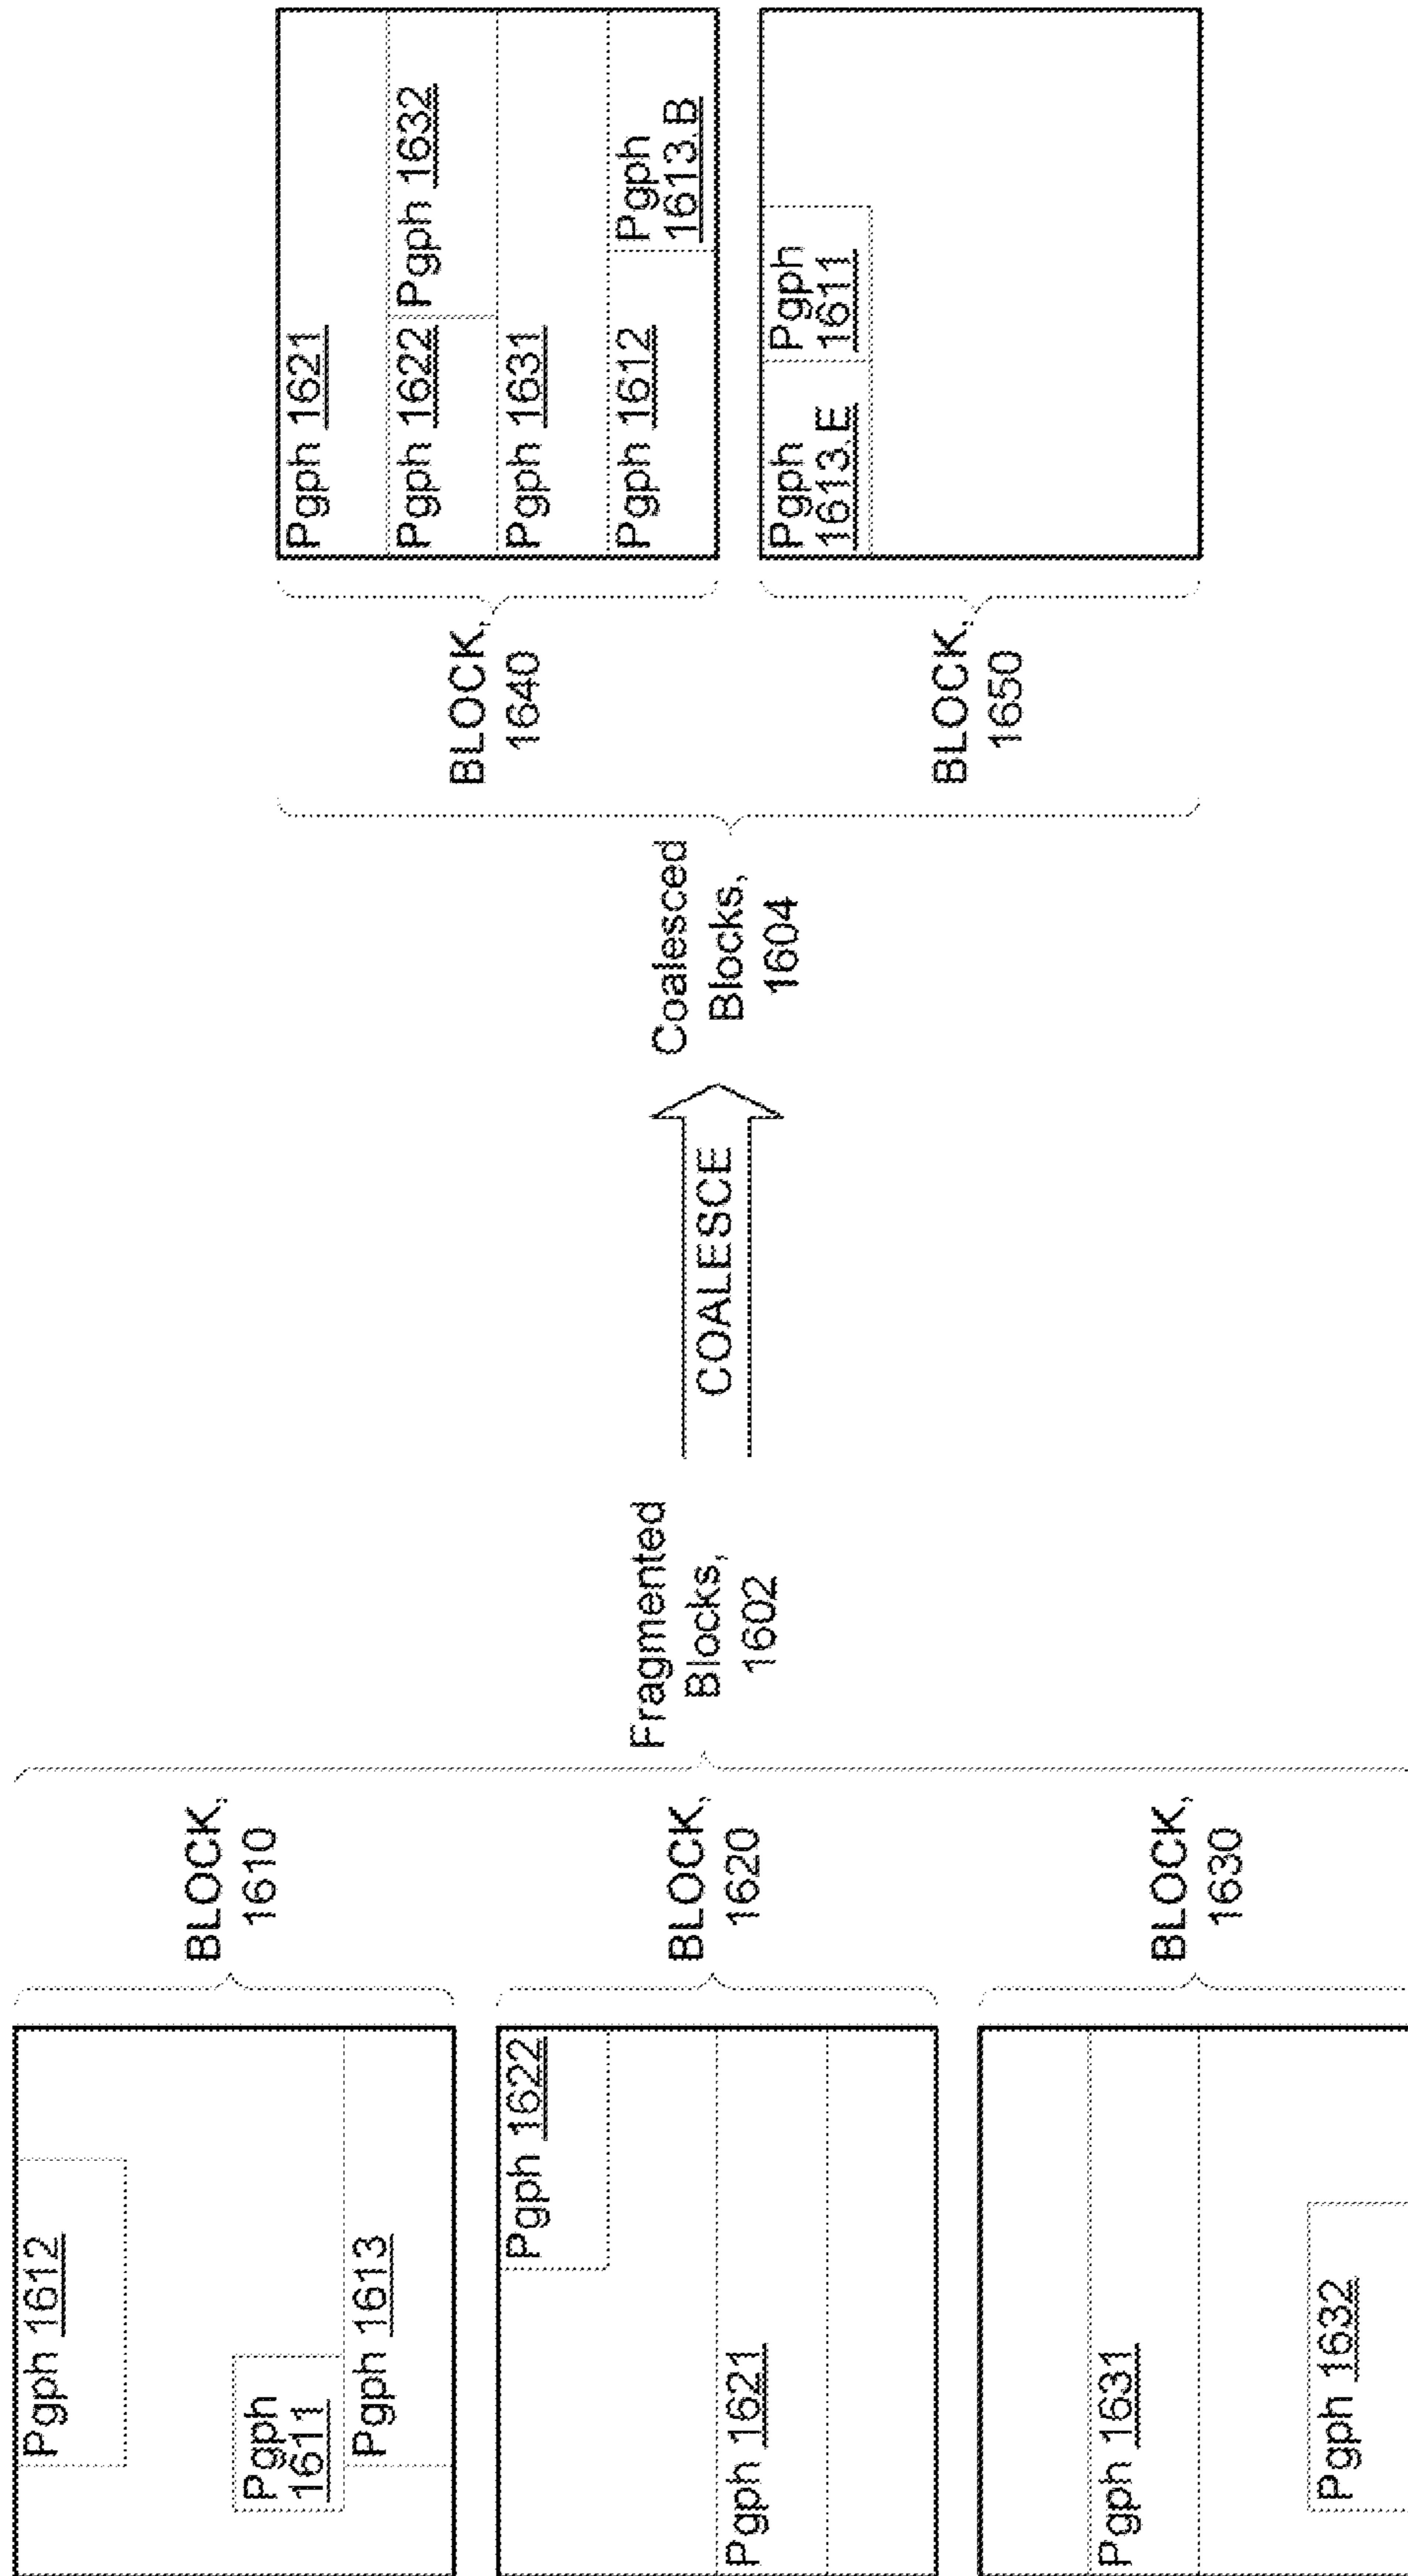 Pgph 1612
Pgph
1611
Pgph 1613
BLOCK,
1610
Pgph 1622
Pgph 1621
BLOCK,
1620
Pgph 1631
Pgph 1632
BLOCK,
1630
Fragmented
Blocks,
1602
COALESCE
Coalesced
Blocks,
1604
BLOCK,
1640
Pgph 1621
Pgph 1622
Pgph 1632
Pgph 1631
Pgph 1612
Pgph
1613.B
BLOCK,
1650
Pgph
1613.E
Pgph
1611